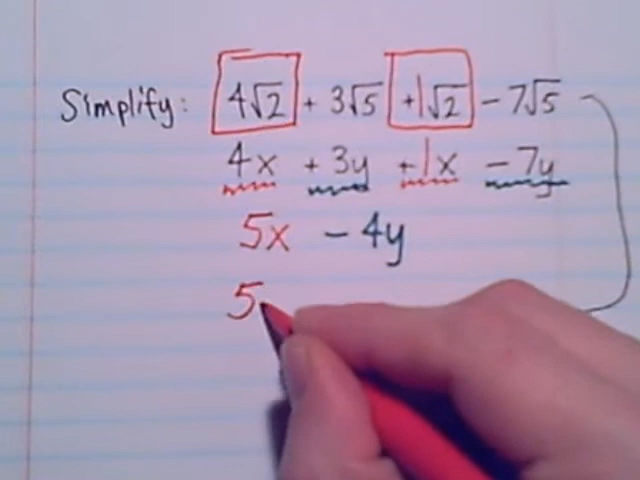 Simplify: 4√2 + 3√5 +1√2 - 7√5
4x + 3y + 1x - 7y
5x - 4y
5